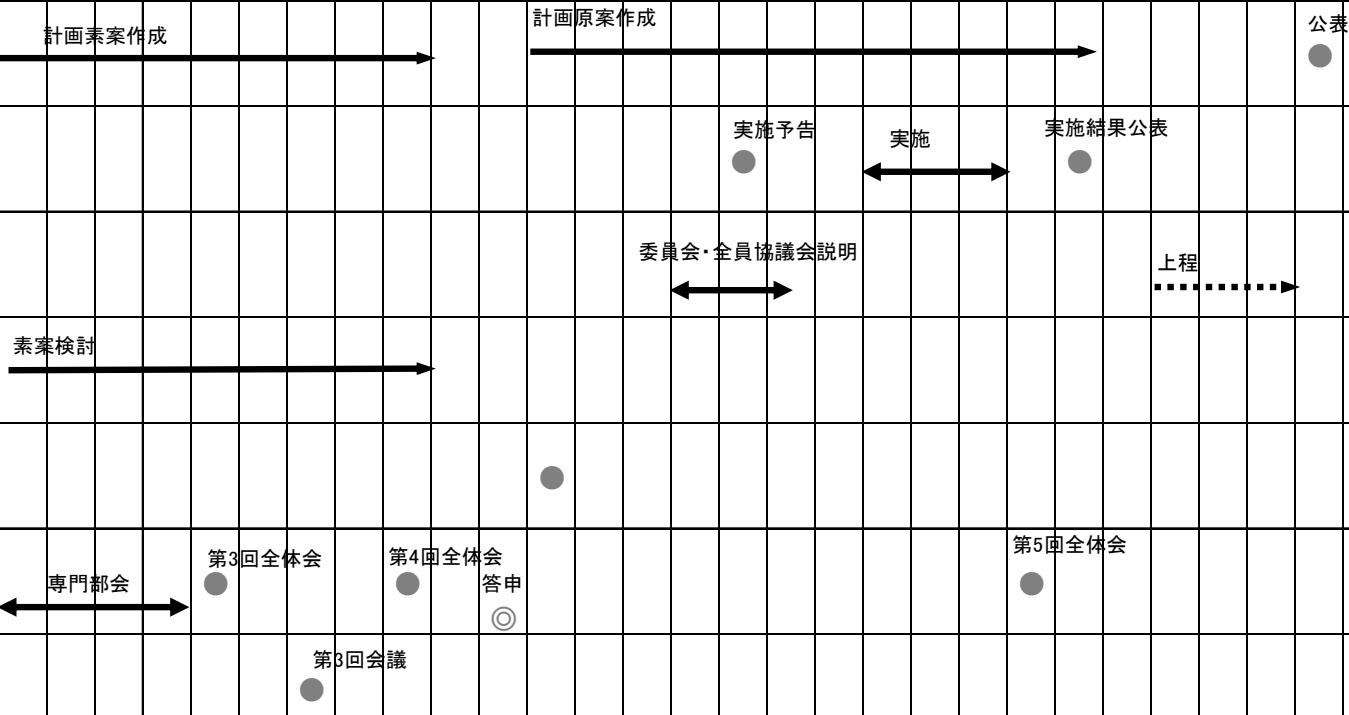 計画素案作成
計画原案作成
公表
実施予告
実施
実施結果公表
委員会・全員協議会説明
上程
素案検討
第3回全体会
第4回全体会
第5回全体会
専門部会
答申
第3回会議